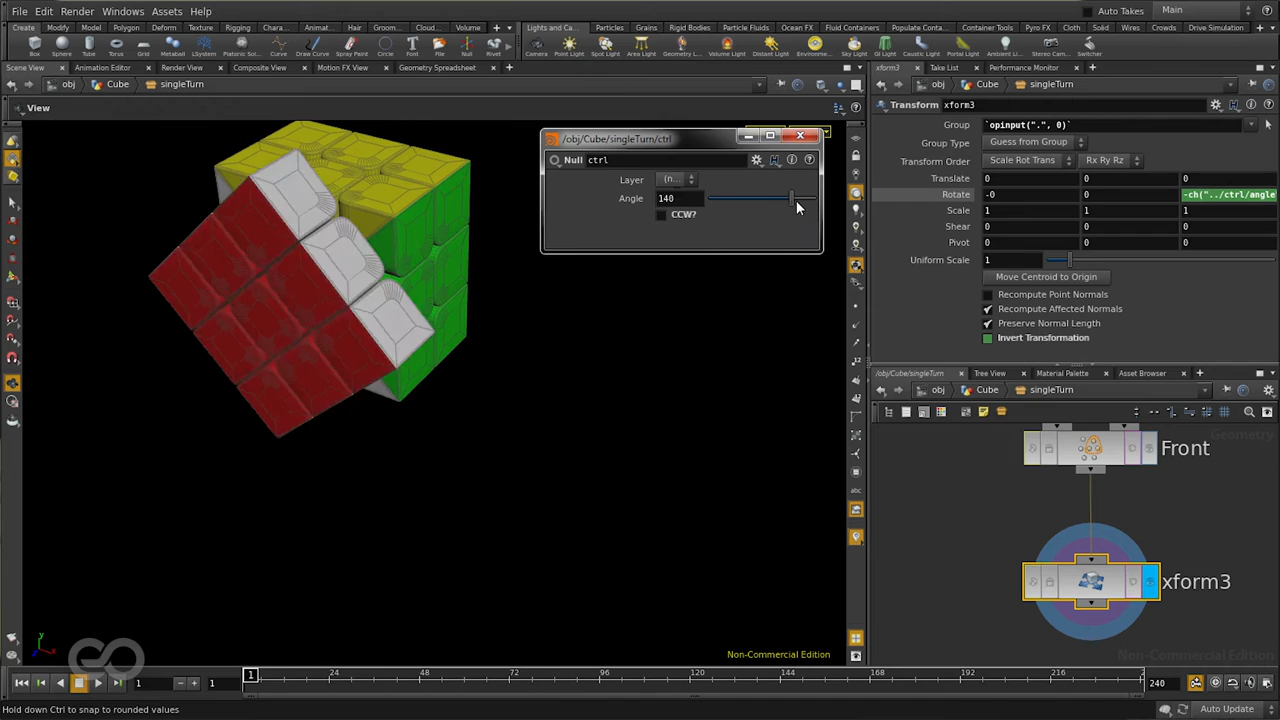 File Edit Render Windows Assets Help
Auto Takes Main
Create Modify Model Polygon Deform Texture Rigging Chara... Animat... Hair Groom... Cloud... Volume
Lights and Ca... Particles Grains Rigid Bodies Particle Fluids Ocean FX Fluid Containers Populate Conta... Container Tools Pyro FX Cloth Solid Wires Crowds Drive Simulation
Box Sphere Tube Torus Grid Metaball LSystem Platonic Sol... Curve Draw Curve Spray Paint Circle Font File Null Rivet
Camera Point Light Spot Light Area Light Geometry L... Volume Light Distant Light Environme... Sky Light GI Light Caustic Light Portal Light Ambient Li... Stereo Cam... Switcher
Scene View Animation Editor Render View Composite View Motion FX View Geometry Spreadsheet
xform3 Take List Performance Monitor
obj Cube singleTurn
obj Cube singleTurn
View
Transform xform3
Group `opinput(".", 0)`
Group Type Guess from Group
Transform Order Scale Rot Trans Rx Ry Rz
Translate 0 0 0
Rotate -0 0 -ch("../ctrl/angle
Scale 1 1 1
Shear 0 0 0
Pivot 0 0 0
Uniform Scale 1
Move Centroid to Origin
Recompute Point Normals
Recompute Affected Normals
Preserve Normal Length
Invert Transformation
/obj/Cube/singleTurn/ctrl
Null ctrl
Layer (n...
Angle 140
CCW?
/obj/Cube/singleTurn Tree View Material Palette Asset Browser
obj Cube singleTurn
Geometry
Front
xform3
Non-Commercial Edition
Non-Commercial Edition
12
abc
y
1 1
1 24 48 72 96 120 144 168 192 216
240
Hold down Ctrl to snap to rounded values
Auto Update